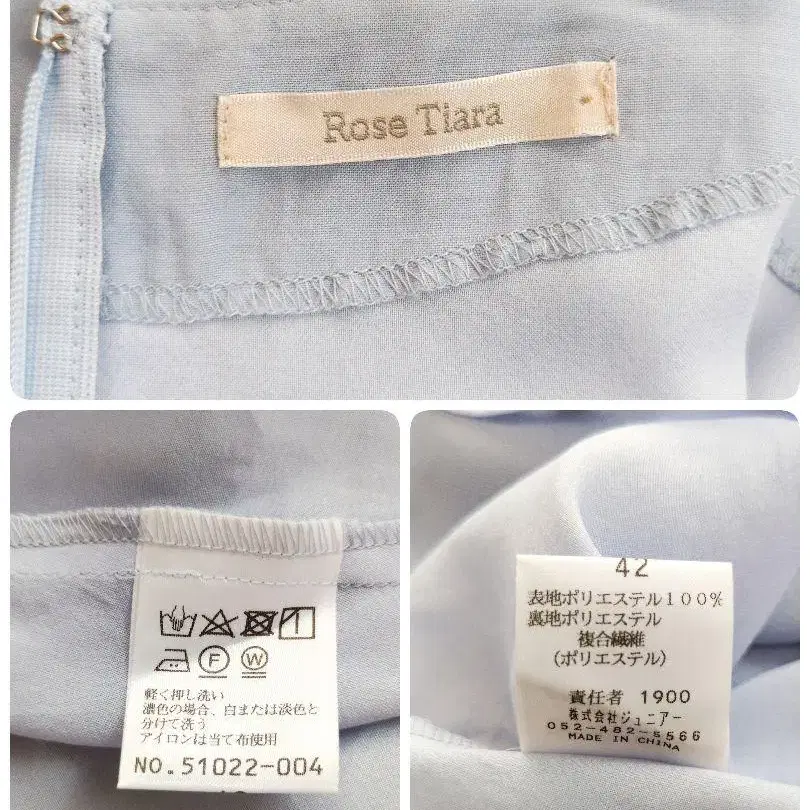 Rose Tiara
F W
軽く押し洗い
濃色の場合、白または淡色と
分けて洗う
アイロンは当て布使用
NO.51022-004
42
表地ポリエステル100%
裏地ポリエステル
複合繊維
(ポリエステル)
責任者 1900
株式会社ジュニアー
052-482-5566
MADE IN CHINA